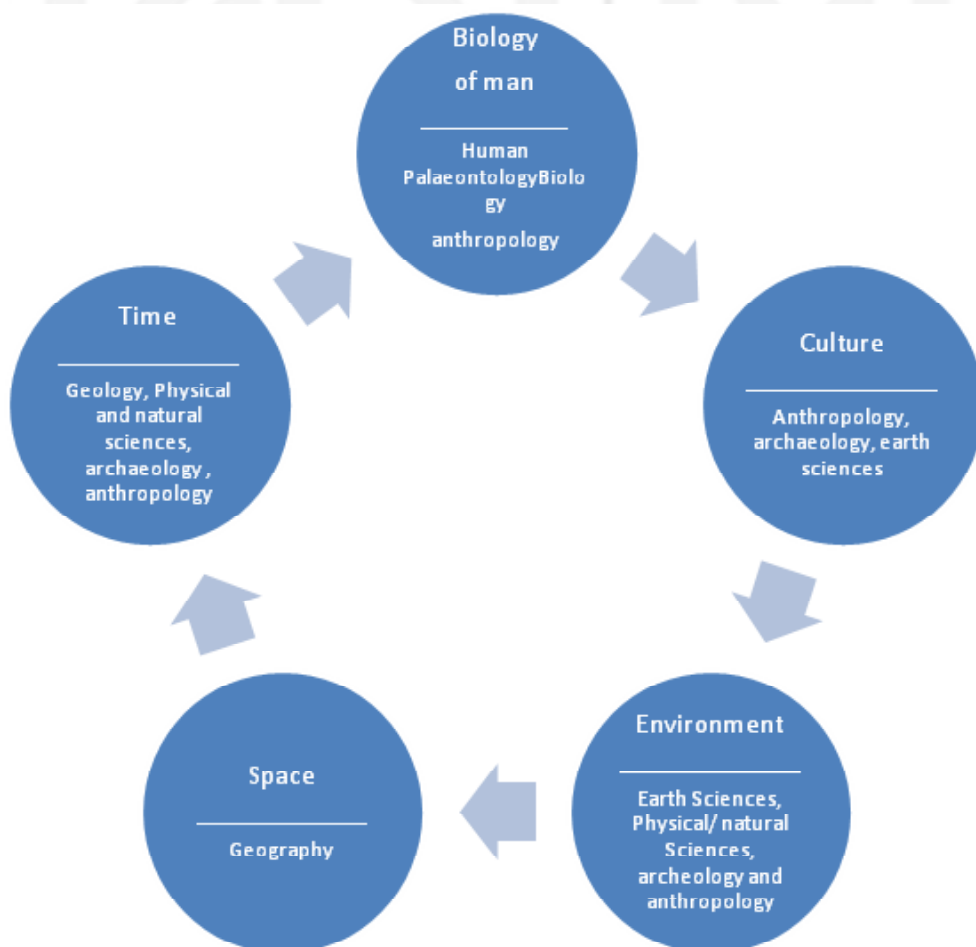 Biology
of man
Human
PalaeontologyBiolo
gy
anthropology
Culture
Anthropology,
archaeology, earth
sciences
Environment
Earth Sciences,
Physical/ natural
Sciences,
archeology and
anthropology
Space
Geography
Time
Geology, Physical
and natural
sciences,
archaeology ,
anthropology